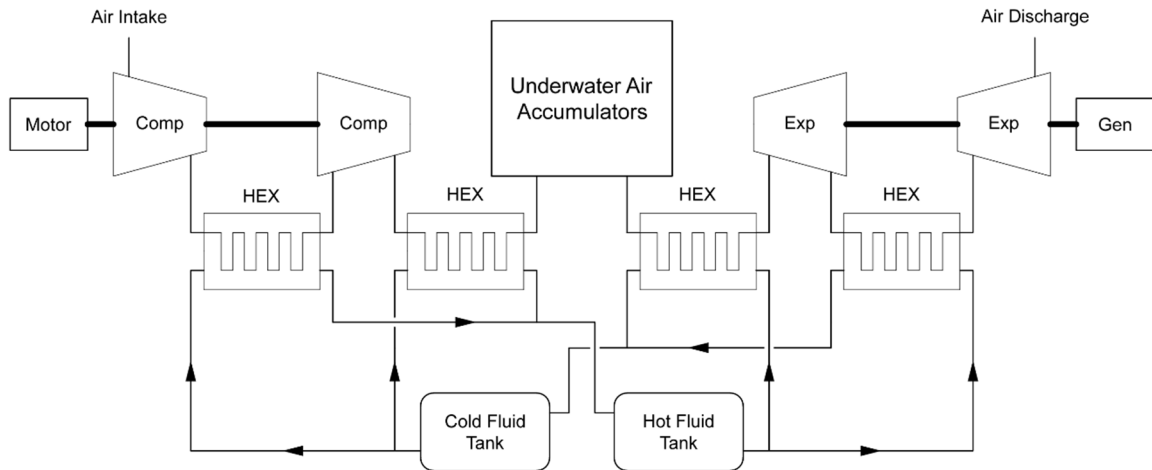 Air Intake
Air Discharge
Underwater Air
Accumulators
Motor
Comp
Comp
Exp
Exp
Gen
HEX
HEX
HEX
HEX
Cold Fluid
Tank
Hot Fluid
Tank